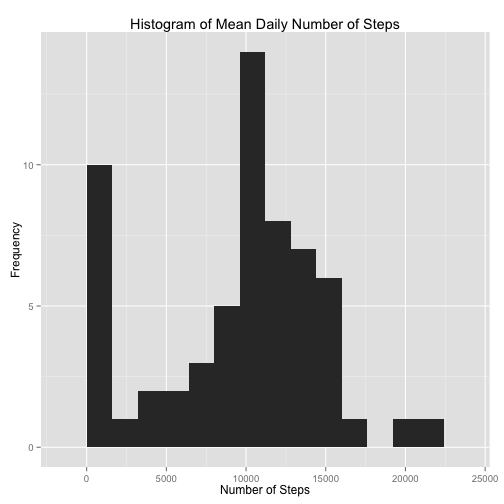 Histogram of Mean Daily Number of Steps
Frequency
10
5
0
0 5000 10000 15000 20000 25000
Number of Steps